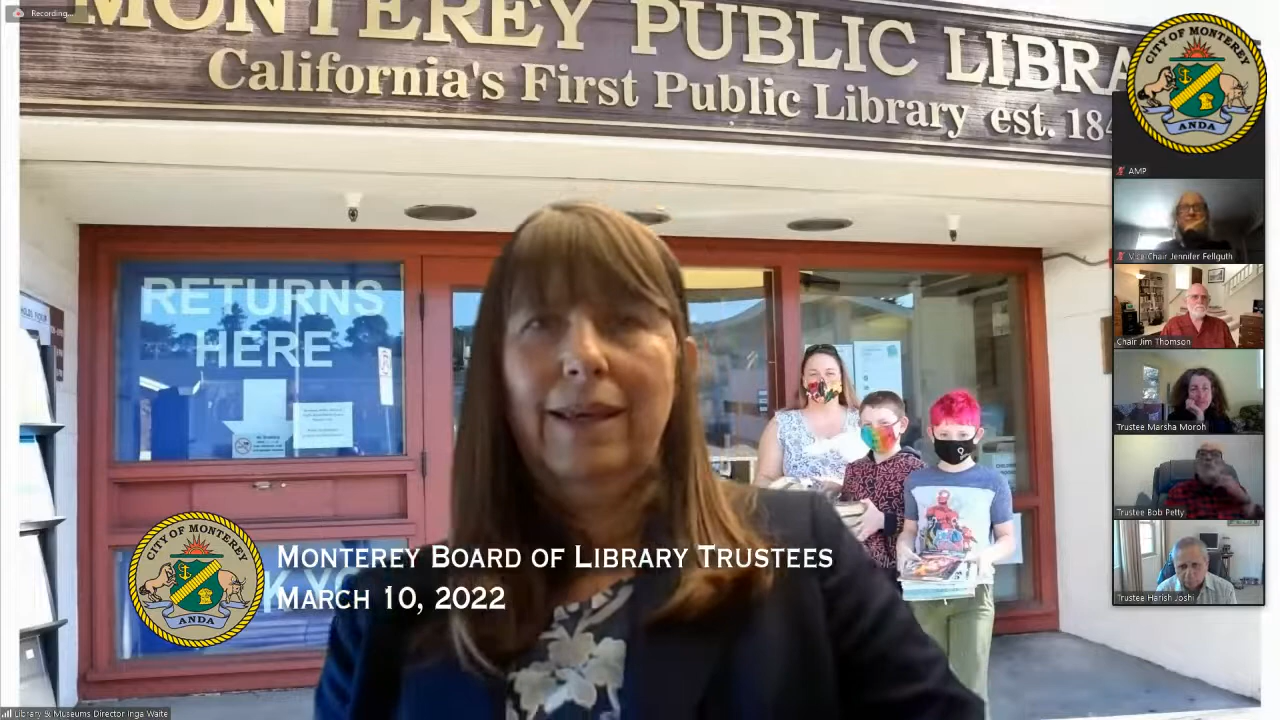 Recording...
MONTEREY PUBLIC LIBRA
California's First Public Library est. 184
CITY OF MONTEREY
ANDA
AMP
Vice Chair Jennifer Fellguth
Chair Jim Thomson
Trustee Marsha Moroh
Trustee Bob Petty
Trustee Harish Joshi
RETURNS
HERE
CITY OF MONTEREY
ANDA
MONTEREY BOARD OF LIBRARY TRUSTEES
MARCH 10, 2022
Library & Museums Director Inga Waite